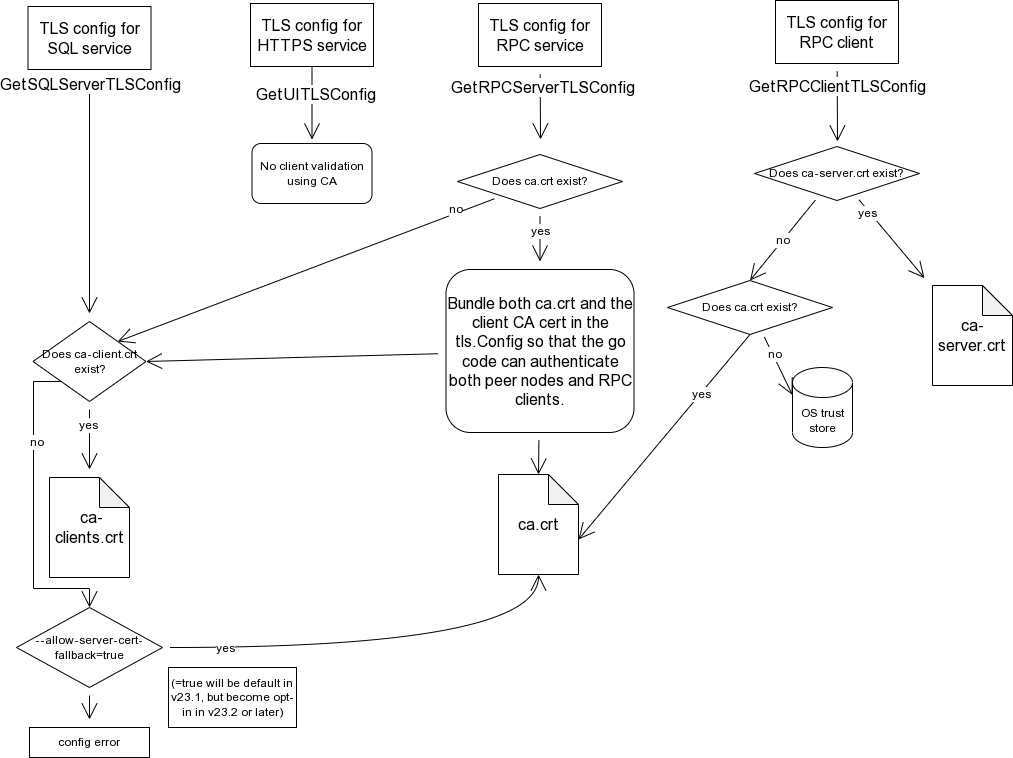 TLS config for
SQL service
TLS config for
HTTPS service
TLS config for
RPC service
TLS config for
RPC client
GetSQLServerTLSConfig
GetUITLSConfig
GetRPCServerTLSConfig
GetRPCClientTLSConfig
No client validation
using CA
Does ca.crt exist?
Does ca-server.crt exist?
no
yes
no
yes
Bundle both ca.crt and the
client CA cert in the
tls.Config so that the go
code can authenticate
both peer nodes and RPC
clients.
Does ca.crt exist?
ca-
server.crt
Does ca-client.crt
exist?
no
yes
OS trust
store
yes
no
ca-
clients.crt
ca.crt
--allow-server-cert-
fallback=true
yes
(=true will be default in
v23.1, but become opt-
in in v23.2 or later)
config error